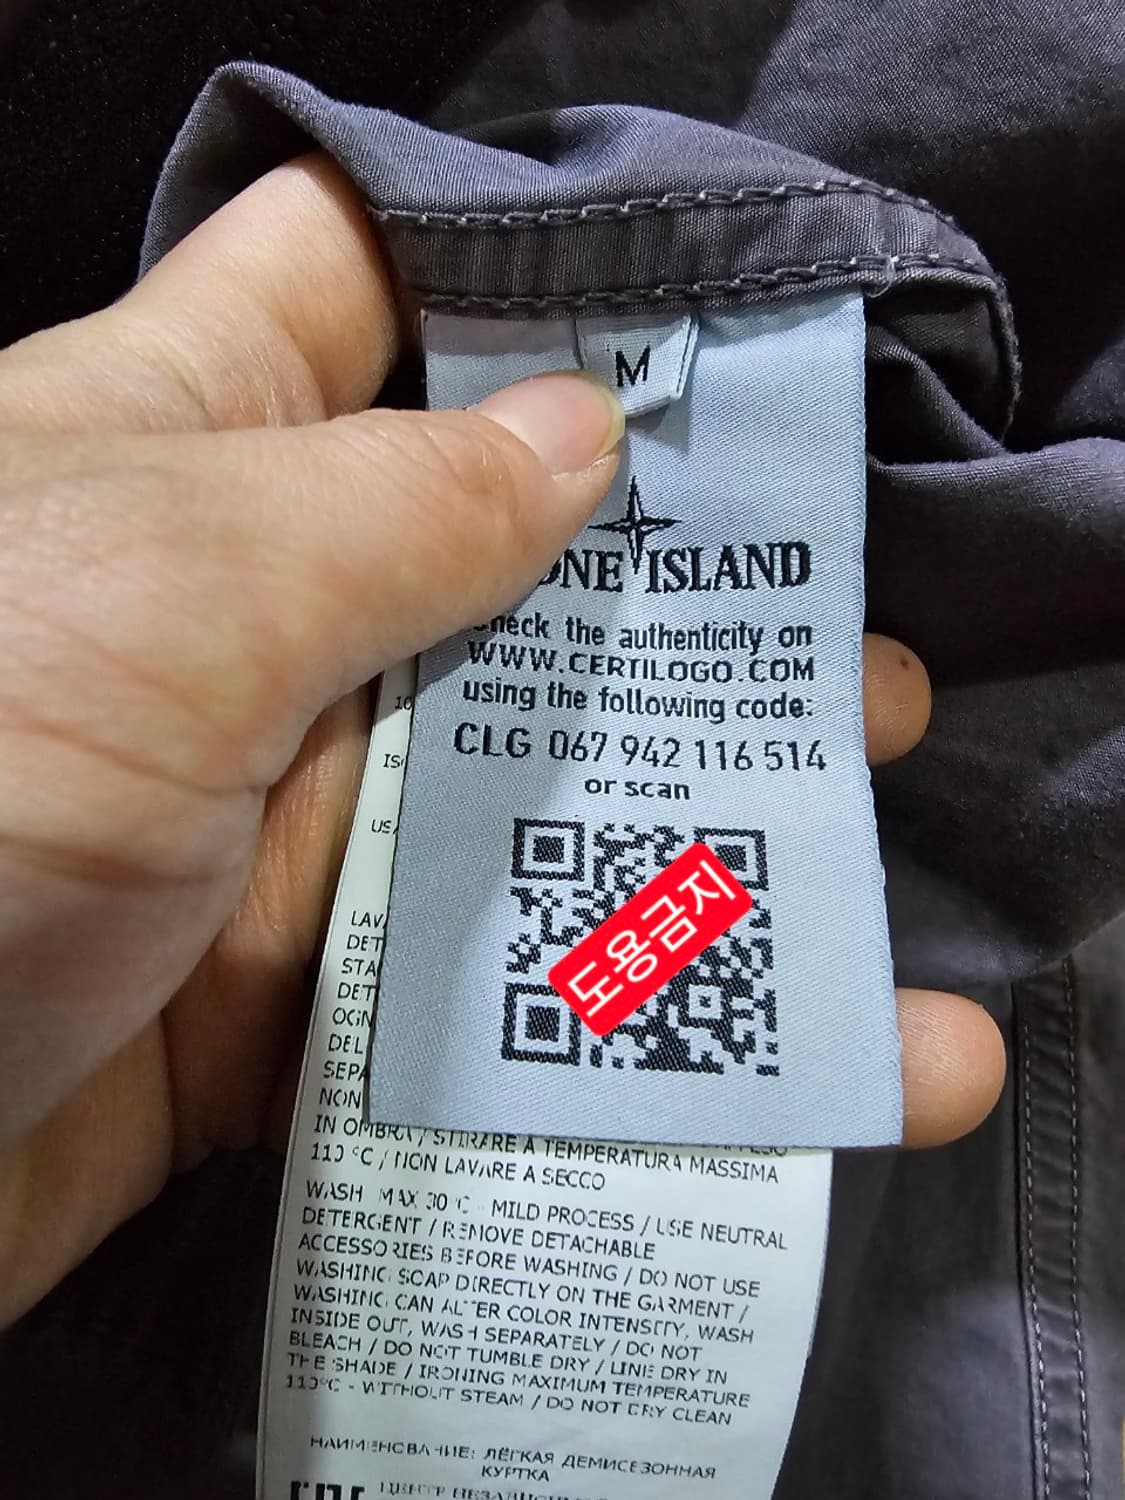 M
ISLAND
the authenticity on
WWW.CERTILOGO.COM
using the following code:
CLG 067 942 116 514
or scan
도용금지
10
LAV
DET
STA
DET
OGN
DEL
SEPA
NON
IN OMBRA / STIRARE A TEMPERATURA MASSIMA
110 °C / NON LAVARE A SECCO
WASH MAX 30 °C - MILD PROCESS / USE NEUTRAL
DETERGENT / REMOVE DETACHABLE
ACCESSORIES BEFORE WASHING / DO NOT USE
WASHING SOAP DIRECTLY ON THE GARMENT /
WASHING CAN ALTER COLOR INTENSITY, WASH
INSIDE OUT, WASH SEPARATELY / DO NOT
BLEACH / DO NOT TUMBLE DRY / LINE DRY IN
THE SHADE / IRONING MAXIMUM TEMPERATURE
110°C - WITHOUT STEAM / DO NOT DRY CLEAN
НАИМЕНОВАНИЕ: ЛЁГКАЯ ДЕМИСЕЗОННАЯ
КУРТКА